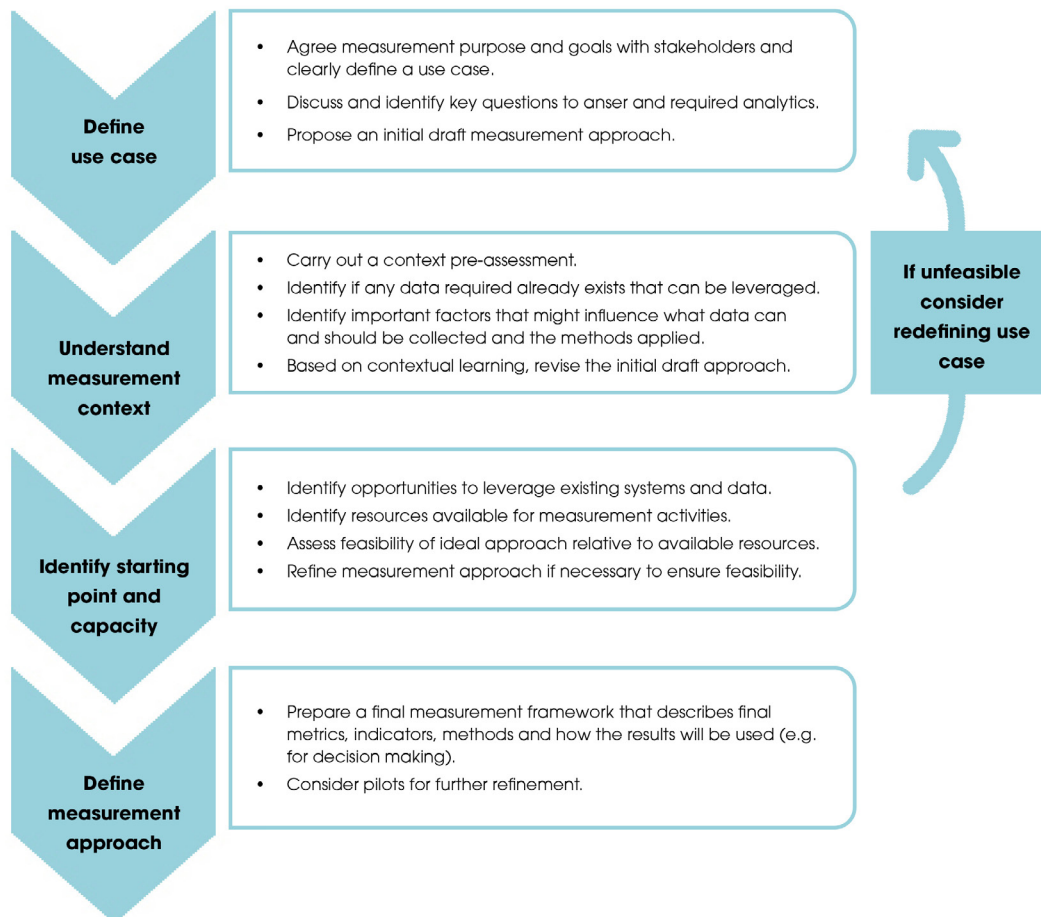 Define
use case
• Agree measurement purpose and goals with stakeholders and
clearly define a use case.
• Discuss and identify key questions to anser and required analytics.
• Propose an initial draft measurement approach.
Understand
measurement
context
• Carry out a context pre-assessment.
• Identify if any data required already exists that can be leveraged.
• Identify important factors that might influence what data can
and should be collected and the methods applied.
• Based on contextual learning, revise the initial draft approach.
If unfeasible
consider
redefining use
case
Identify starting
point and
capacity
• Identify opportunities to leverage existing systems and data.
• Identify resources available for measurement activities.
• Assess feasibility of ideal approach relative to available resources.
• Refine measurement approach if necessary to ensure feasibility.
Define
measurement
approach
• Prepare a final measurement framework that describes final
metrics, indicators, methods and how the results will be used (e.g.
for decision making).
• Consider pilots for further refinement.